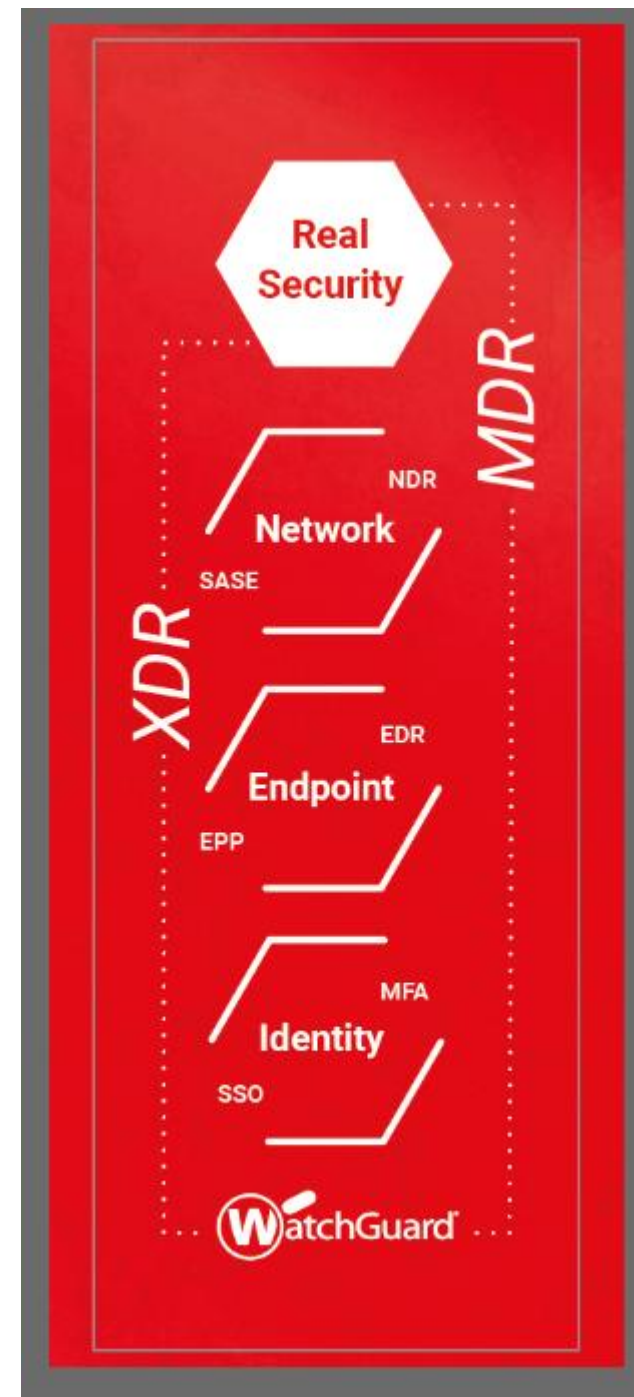 Real
Security
MDR
NDR
Network
SASE
XDR
EDR
Endpoint
EPP
MFA
Identity
SSO
WatchGuard